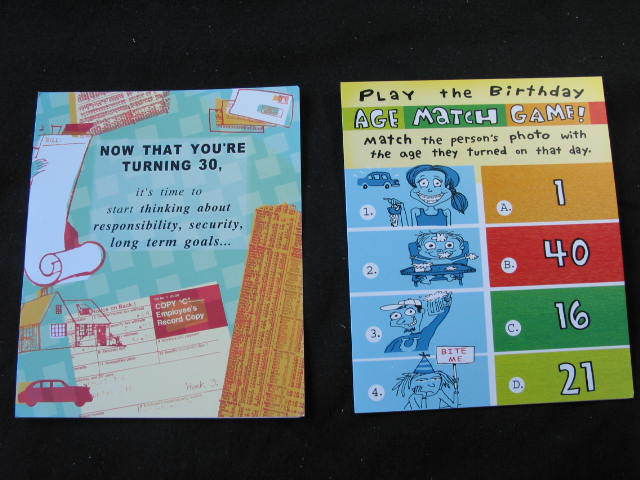 NOW THAT YOU'RE
TURNING 30,
it's time to
start thinking about
responsibility, security,
long term goals...
COPY "C"
Employee's
Record Copy
PLAY the BIRTHDAY
AGE MATCH GAME!
MATCH the person's photo with
the age they turned on that day.
1.
A. 1
2.
B. 40
3.
C. 16
BITE
ME.
4.
D. 21